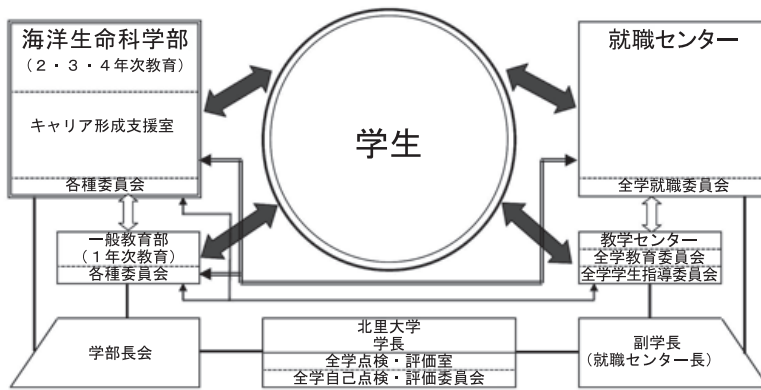 海洋生命科学部
（２・３・４年次教育）
キャリア形成支援室
各種委員会
学生
就職センター
全学就職委員会
一般教育部
（１年次教育）
各種委員会
教学センター
全学教育委員会
全学学生指導委員会
学部長会
北里大学
学長
全学点検・評価室
全学自己点検・評価委員会
副学長
(就職センター長)